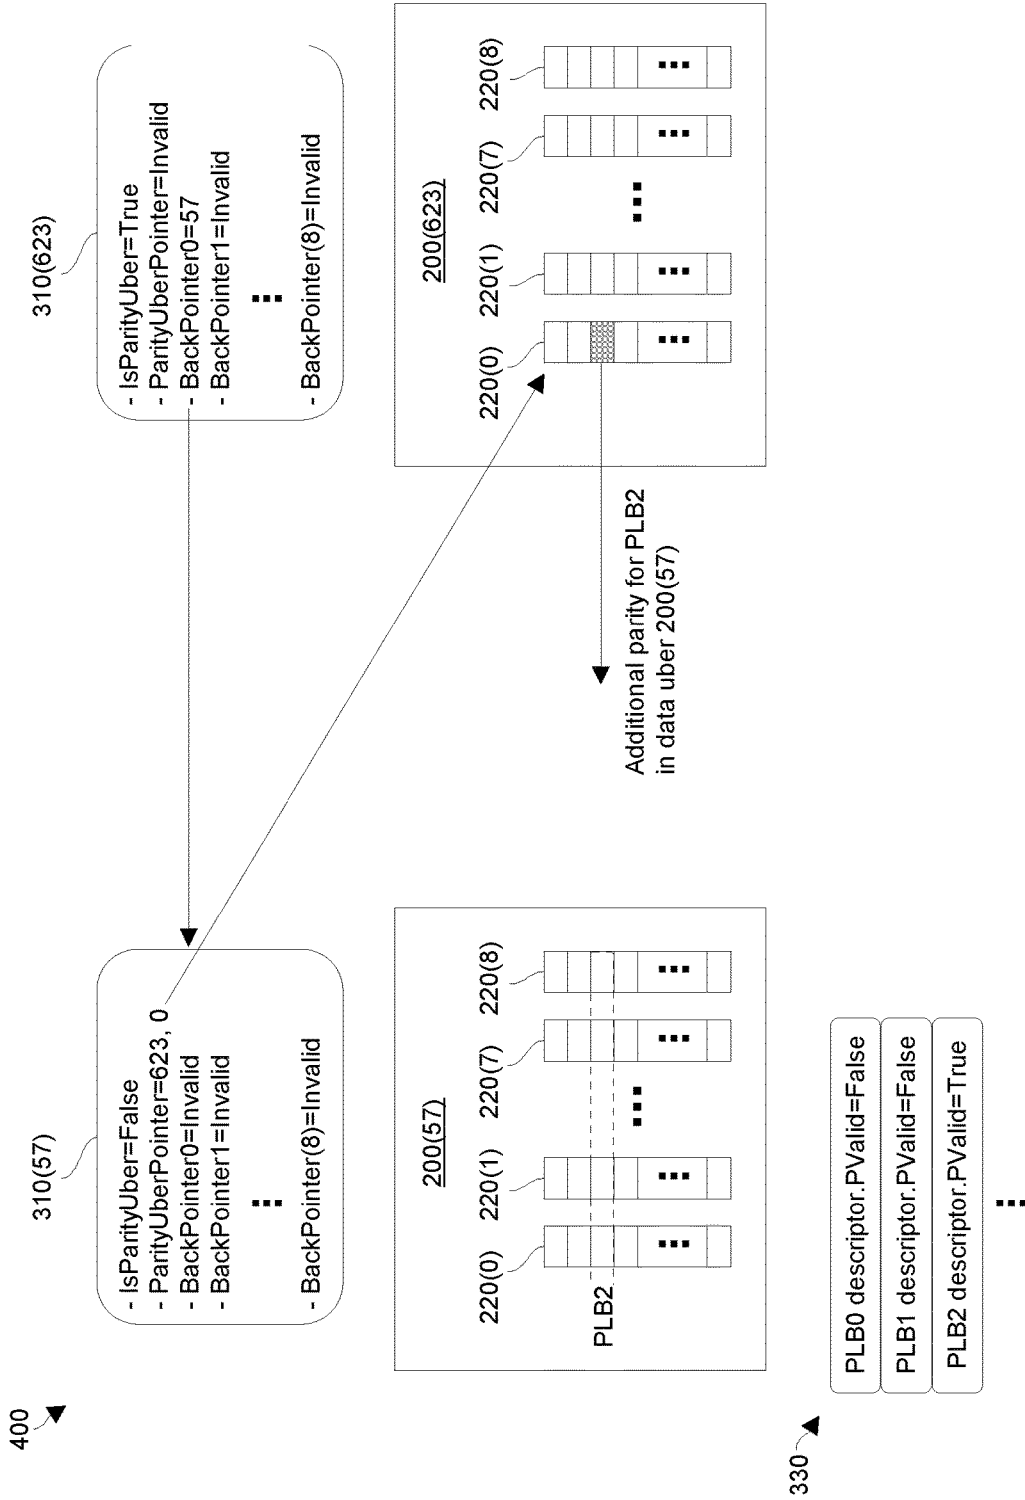 400
310(57)
- IsParityUber=False
- ParityUberPointer=623, 0
- BackPointer0=Invalid
- BackPointer1=Invalid
- BackPointer(8)=Invalid
310(623)
- IsParityUber=True
- ParityUberPointer=Invalid
- BackPointer0=57
- BackPointer1=Invalid
- BackPointer(8)=Invalid
200(57)
220(0)
220(1)
220(7)
220(8)
PLB2
Additional parity for PLB2
in data uber 200(57)
200(623)
220(0)
220(1)
220(7)
220(8)
330
PLB0 descriptor.PValid=False
PLB1 descriptor.PValid=False
PLB2 descriptor.PValid=True